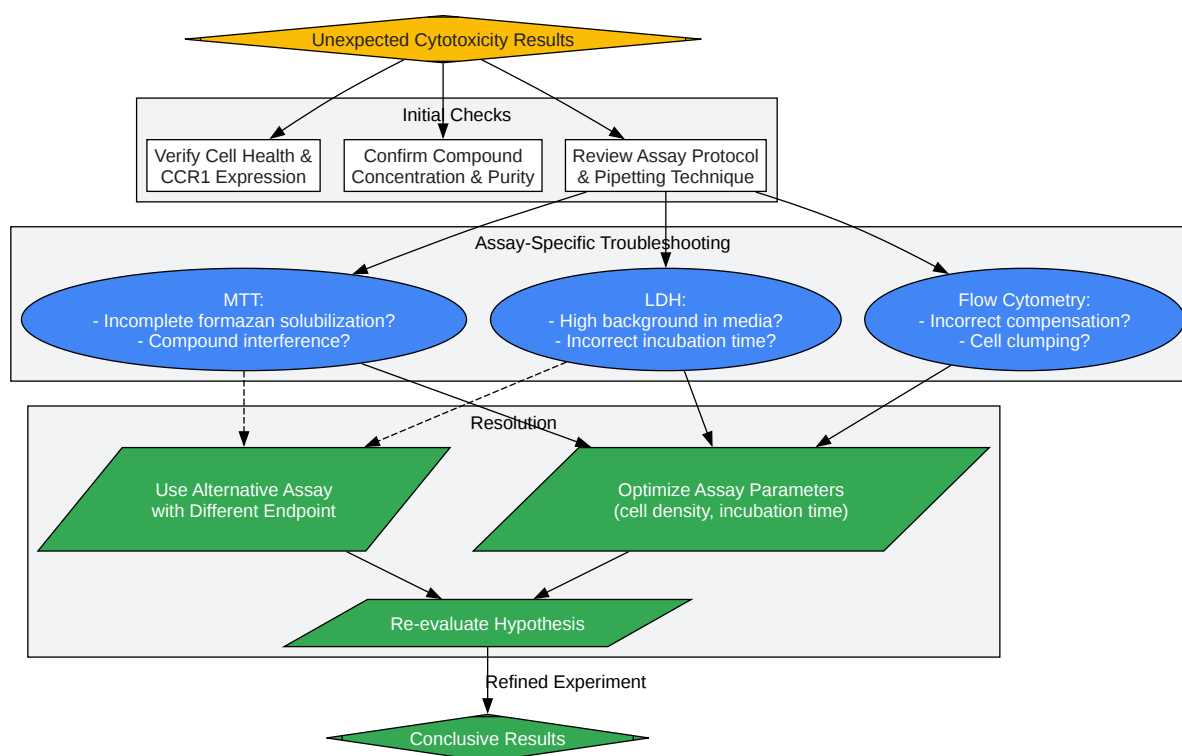 Unexpected Cytotoxicity Results
Initial Checks
Verify Cell Health &
CCR1 Expression
Confirm Compound
Concentration & Purity
Review Assay Protocol
& Pipetting Technique
Assay-Specific Troubleshooting
MTT:
- Incomplete formazan solubilization?
- Compound interference?
LDH:
- High background in media?
- Incorrect incubation time?
Flow Cytometry:
- Incorrect compensation?
- Cell clumping?
Resolution
Use Alternative Assay
with Different Endpoint
Optimize Assay Parameters
(cell density, incubation time)
Re-evaluate Hypothesis
Refined Experiment
Conclusive Results